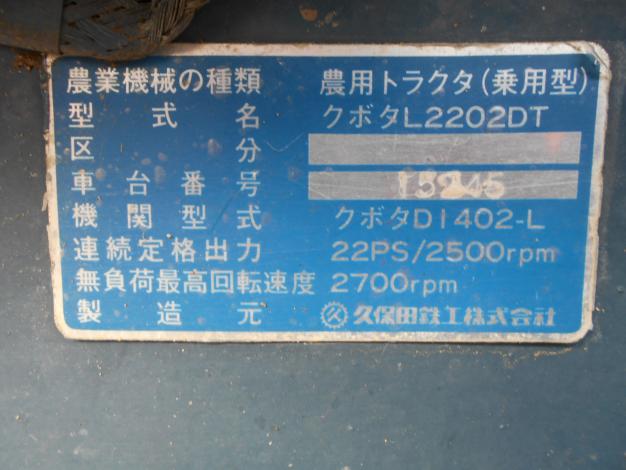 農業機械の種類 農用トラクタ(乗用型)
型式名 クボタL2202DT
区分
車台番号 15245
機関型式 クボタD1402-L
連続定格出力 22PS/2500rpm
無負荷最高回転速度 2700rpm
製造元 久保田鉄工株式会社